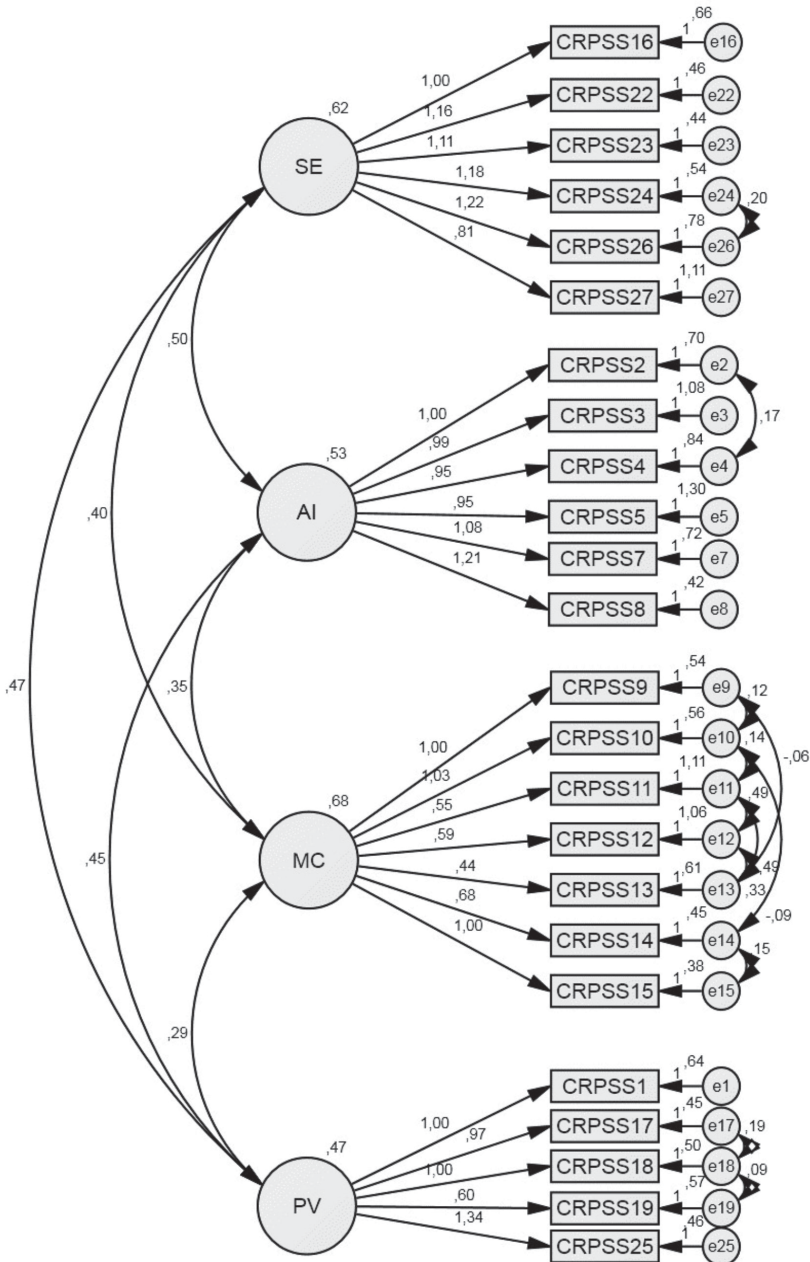 ,66
1,00 CRPSS16 1 e16
,46
1,16 CRPSS22 1 e22
,62
,44
SE 1,11 CRPSS23 1 e23
,54
1,18 CRPSS24 1 e24 ,20
,78
1,22 CRPSS26 1 e26
1,11
,81 CRPSS27 1 e27
,50
,70
CRPSS2 1 e2
1,08
1,00 CRPSS3 1 e3 ,17
,53
,84
,99 CRPSS4 1 e4
,95
1,30
AI ,95 CRPSS5 1 e5
,40
,72
1,08 CRPSS7 1 e7
,42
1,21 CRPSS8 1 e8
,47
,35
,54
CRPSS9 1 e9 ,12
,56
1,00 CRPSS10 1 e10 ,14 -,06
1,11
1,03 CRPSS11 1 e11 ,49
,68
,55
1,06
MC ,59 CRPSS12 1 e12
,45
,61
,44 CRPSS13 1 e13 ,49 ,33
,45
,68 CRPSS14 1 e14 -,09
,15
,38
1,00 CRPSS15 1 e15
,29
,64
CRPSS1 1 e1
,45
1,00 CRPSS17 1 e17 ,19
,47
,50
,97 CRPSS18 1 e18 ,09
1,00
,57
PV ,60 CRPSS19 1 e19
,46
1,34 CRPSS25 1 e25